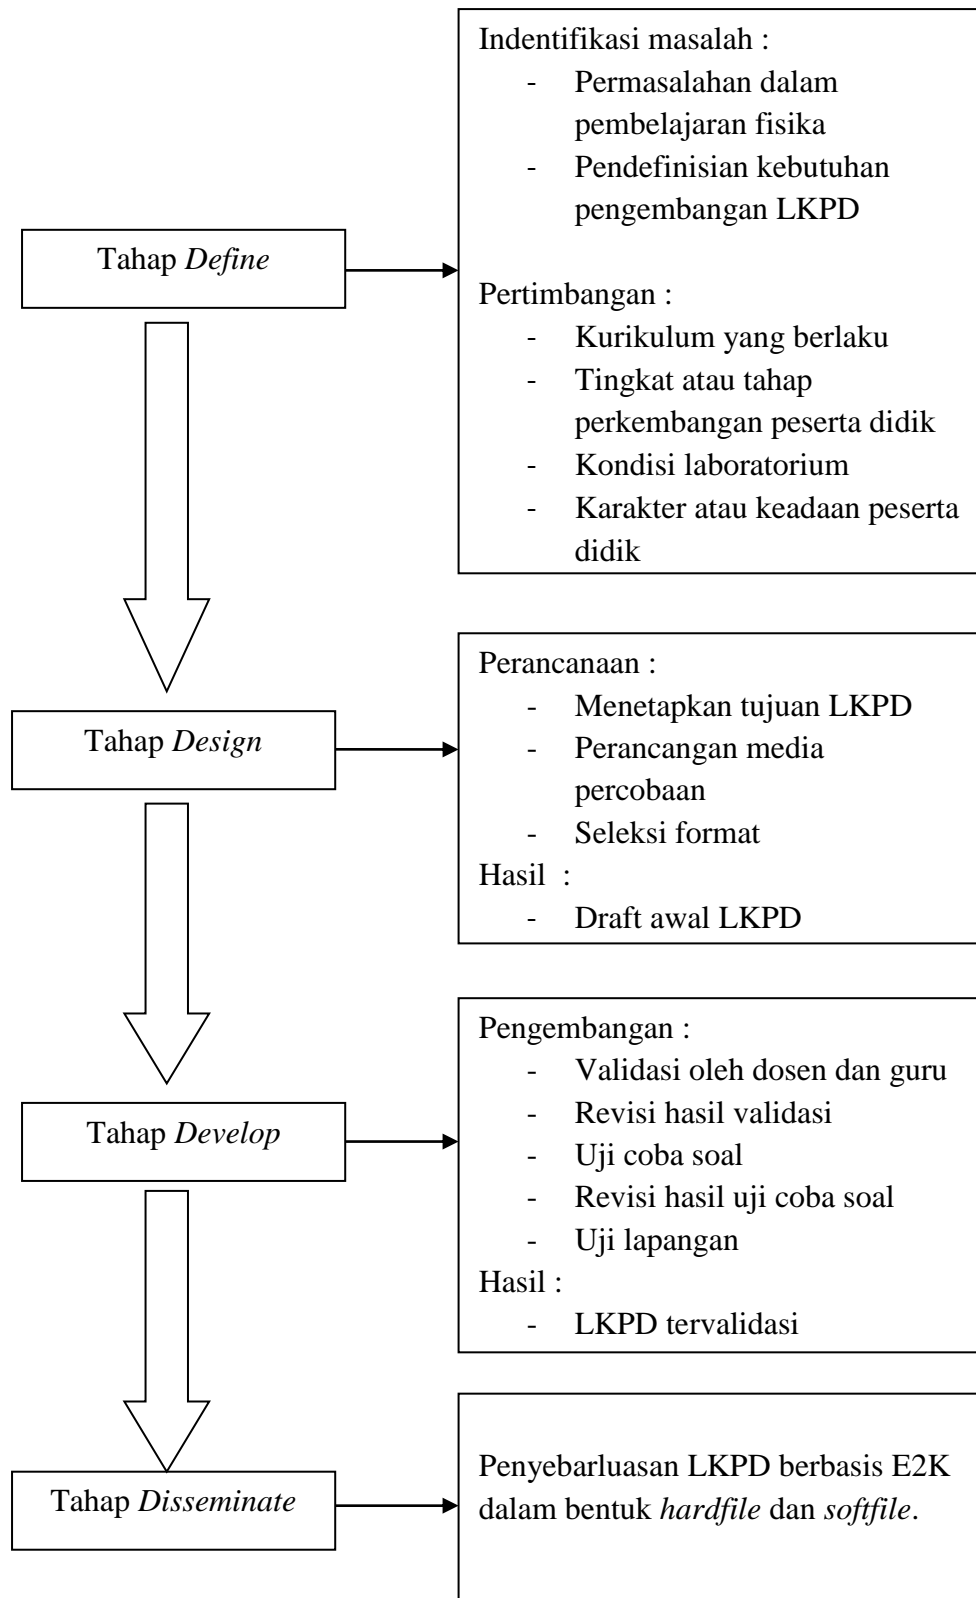 Indentifikasi masalah :
- Permasalahan dalam
pembelajaran fisika
- Pendefinisian kebutuhan
pengembangan LKPD
Tahap Define
Pertimbangan :
- Kurikulum yang berlaku
- Tingkat atau tahap
perkembangan peserta didik
- Kondisi laboratorium
- Karakter atau keadaan peserta
didik
Tahap Design
Perancanaan :
- Menetapkan tujuan LKPD
- Perancangan media
percobaan
- Seleksi format
Hasil :
- Draft awal LKPD
Tahap Develop
Pengembangan :
- Validasi oleh dosen dan guru
- Revisi hasil validasi
- Uji coba soal
- Revisi hasil uji coba soal
- Uji lapangan
Hasil :
- LKPD tervalidasi
Tahap Disseminate
Penyebarluasan LKPD berbasis E2K
dalam bentuk hardfile dan softfile.